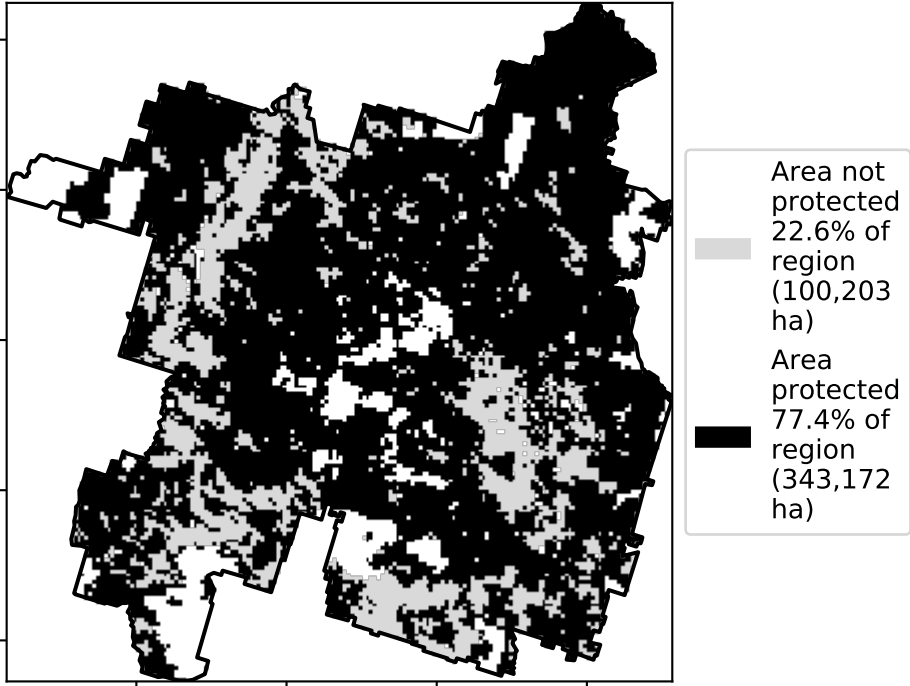 Area not
protected
22.6% of
region
(100,203
ha)
Area
protected
77.4% of
region
(343,172
ha)